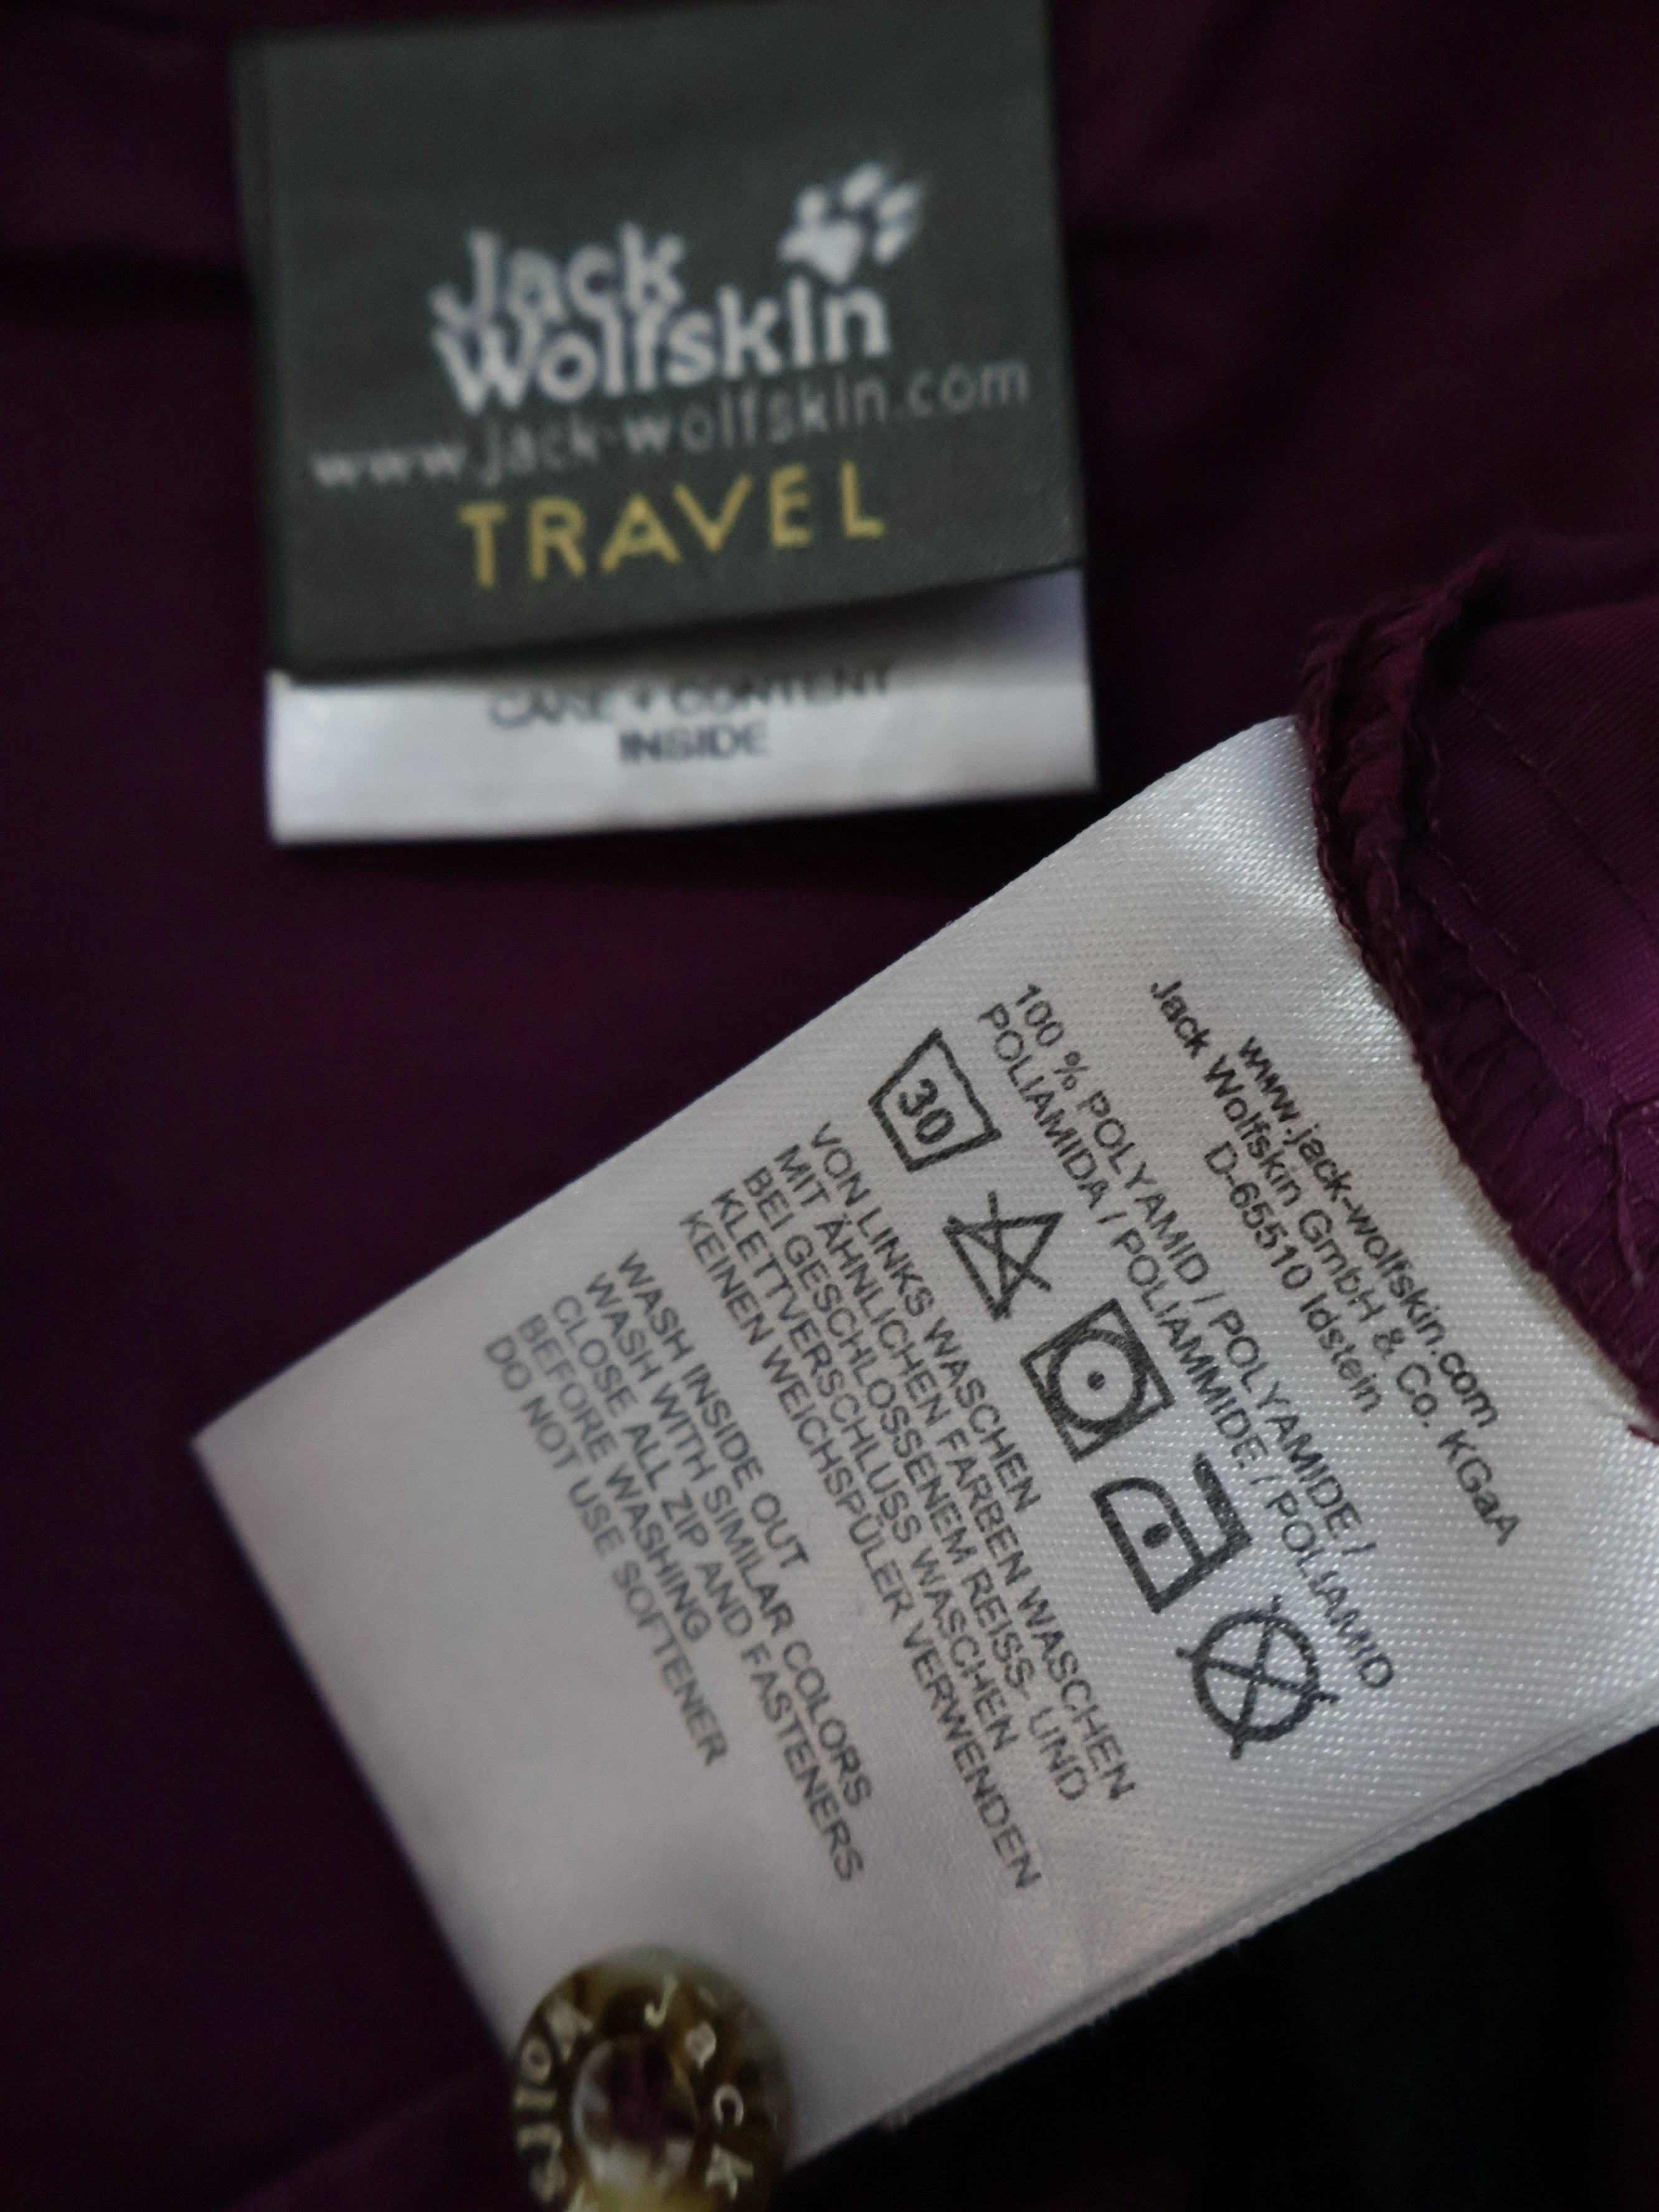 Jack
Wolfskin
www.jack-wolfskin.com
TRAVEL
CARE + CONTENT
INSIDE
www.jack-wolfskin.com
Jack Wolfskin GmbH & Co. KGaA
D-65510 Idstein
100 % POLYAMID / POLYAMIDE /
POLIAMIDA / POLIAMMIDE / POLIAMID
30
VON LINKS WASCHEN
MIT ÄHNLICHEN FARBEN WASCHEN
BEI GESCHLOSSENEM REISS- UND
KLETTVERSCHLUSS WASCHEN
KEINEN WEICHSPÜLER VERWENDEN
WASH INSIDE OUT
WASH WITH SIMILAR COLORS
CLOSE ALL ZIP AND FASTENERS
BEFORE WASHING
DO NOT USE SOFTENER
Jack